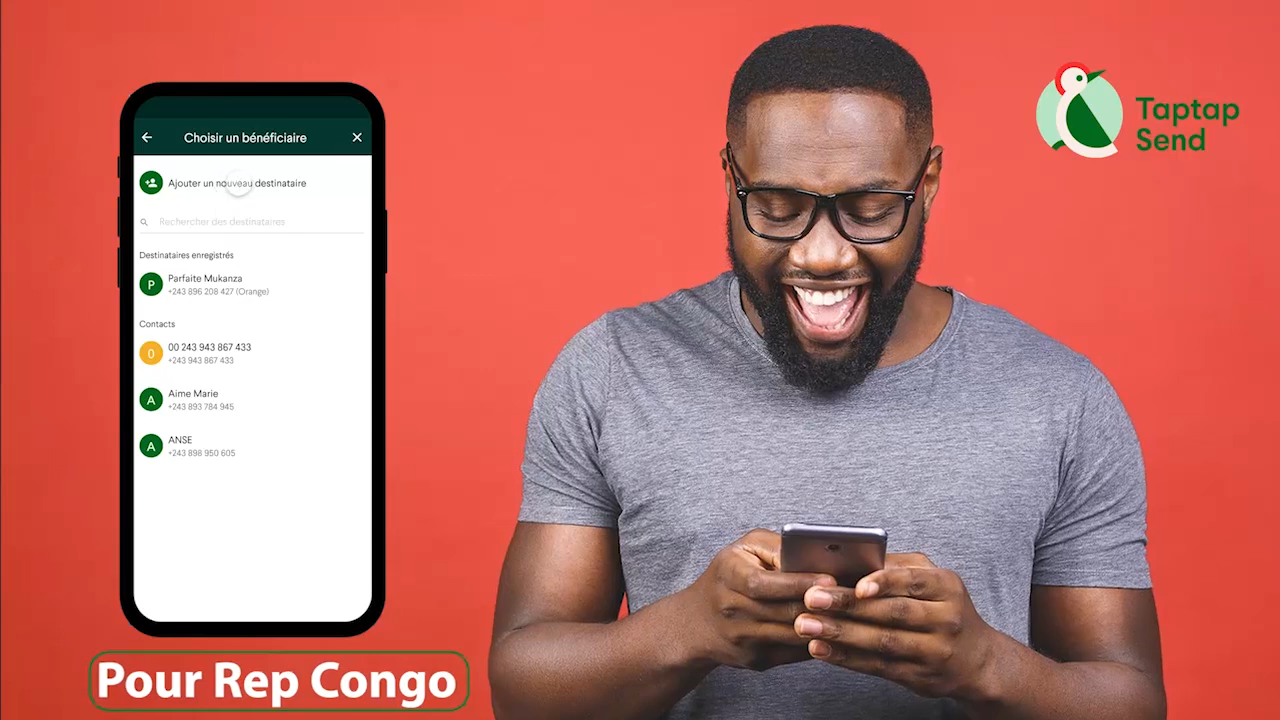 Choisir un bénéficiaire
Ajouter un nouveau destinataire
Rechercher des destinataires
Destinataires enregistrés
P
Parfaite Mukanza
+243 896 208 427 (Orange)
Contacts
0
00 243 943 867 433
+243 943 867 433
A
Aime Marie
+243 893 784 945
A
ANSE
+243 898 950 605
Pour Rep Congo
Taptap
Send